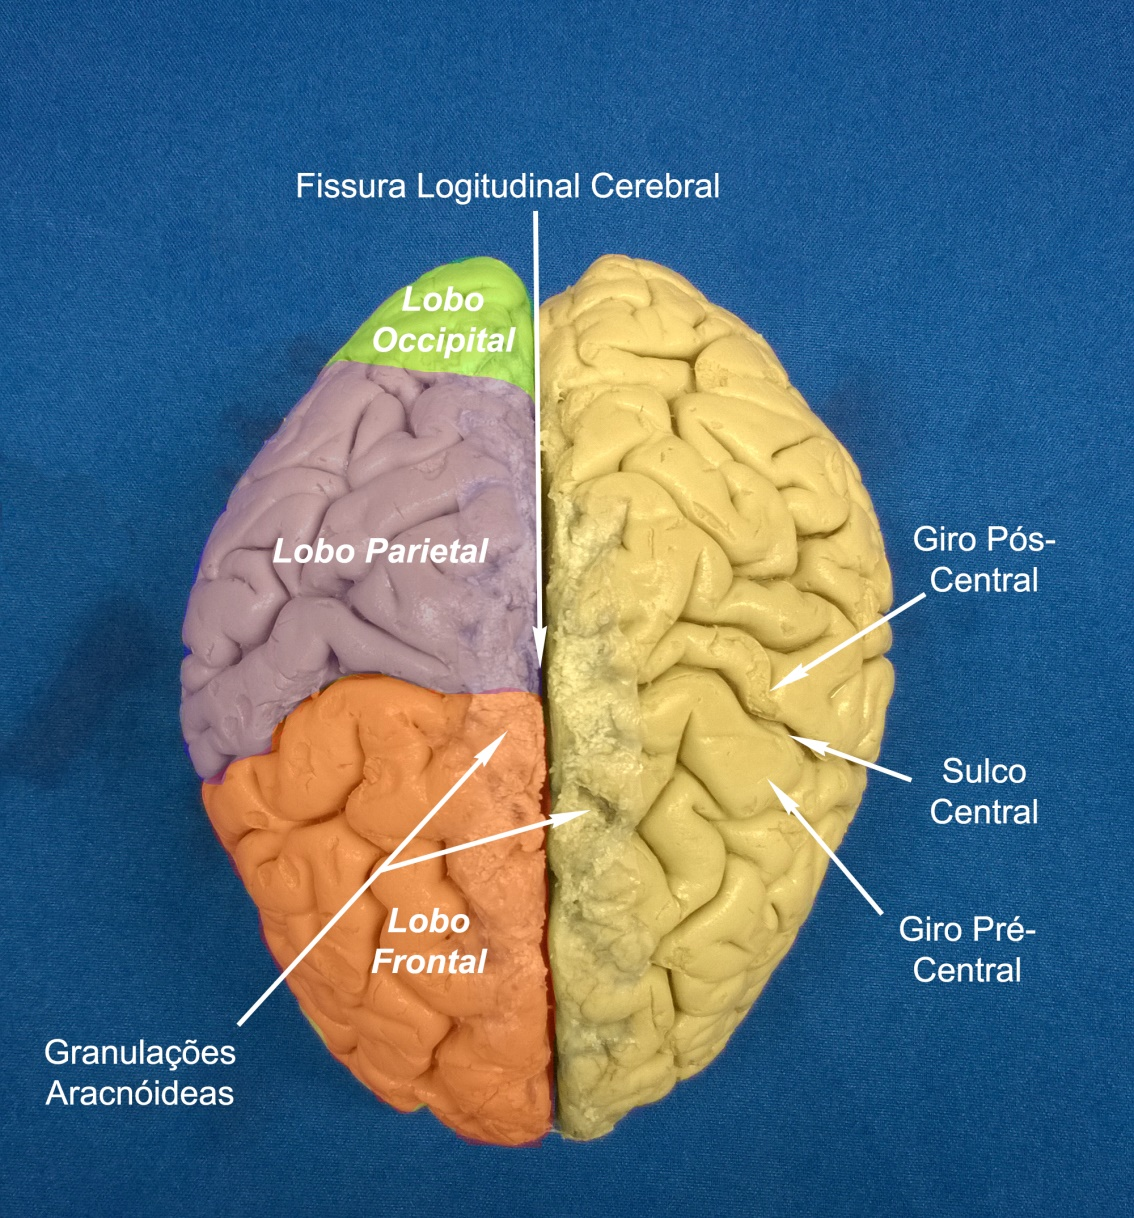 Fissura Logitudinal Cerebral
Lobo
Occipital
Lobo Parietal
Giro Pós-
Central
Sulco
Central
Giro Pré-
Central
Lobo
Frontal
Granulações
Aracnóideas